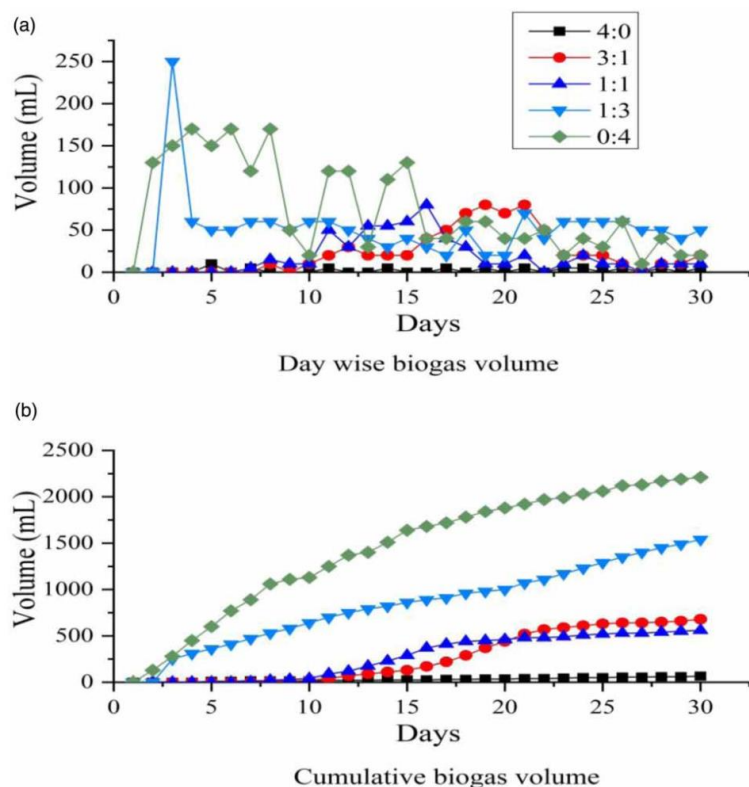 (a)
4:0
3:1
1:1
1:3
0:4
250
200
150
100
50
0
Volume (mL)
0 5 10 15 20 25 30
Days
Day wise biogas volume
(b)
2500
2000
1500
1000
500
0
Volume (mL)
0 5 10 15 20 25 30
Days
Cumulative biogas volume